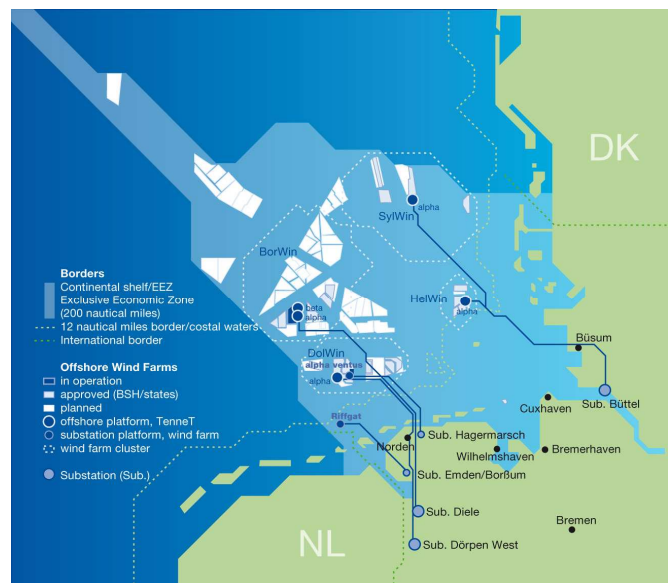 DK
alpha
SylWin
BorWin
HelWin
beta
alpha
Borders
Continental shelf/EEZ
Exclusive Economic Zone
(200 nautical miles)
12 nautical miles border/costal waters
International border
Büsum
DolWin
alpha ventus
alpha
Offshore Wind Farms
in operation
approved (BSH/states)
planned
offshore platform, TenneT
substation platform, wind farm
wind farm cluster
Substation (Sub.)
Sub. Büttel
Cuxhaven
Riffgat
Sub. Hagermarsch
Norden
Wilhelmshaven
Bremerhaven
Sub. Emden/Borßum
Sub. Diele
Bremen
Sub. Dörpen West
NL